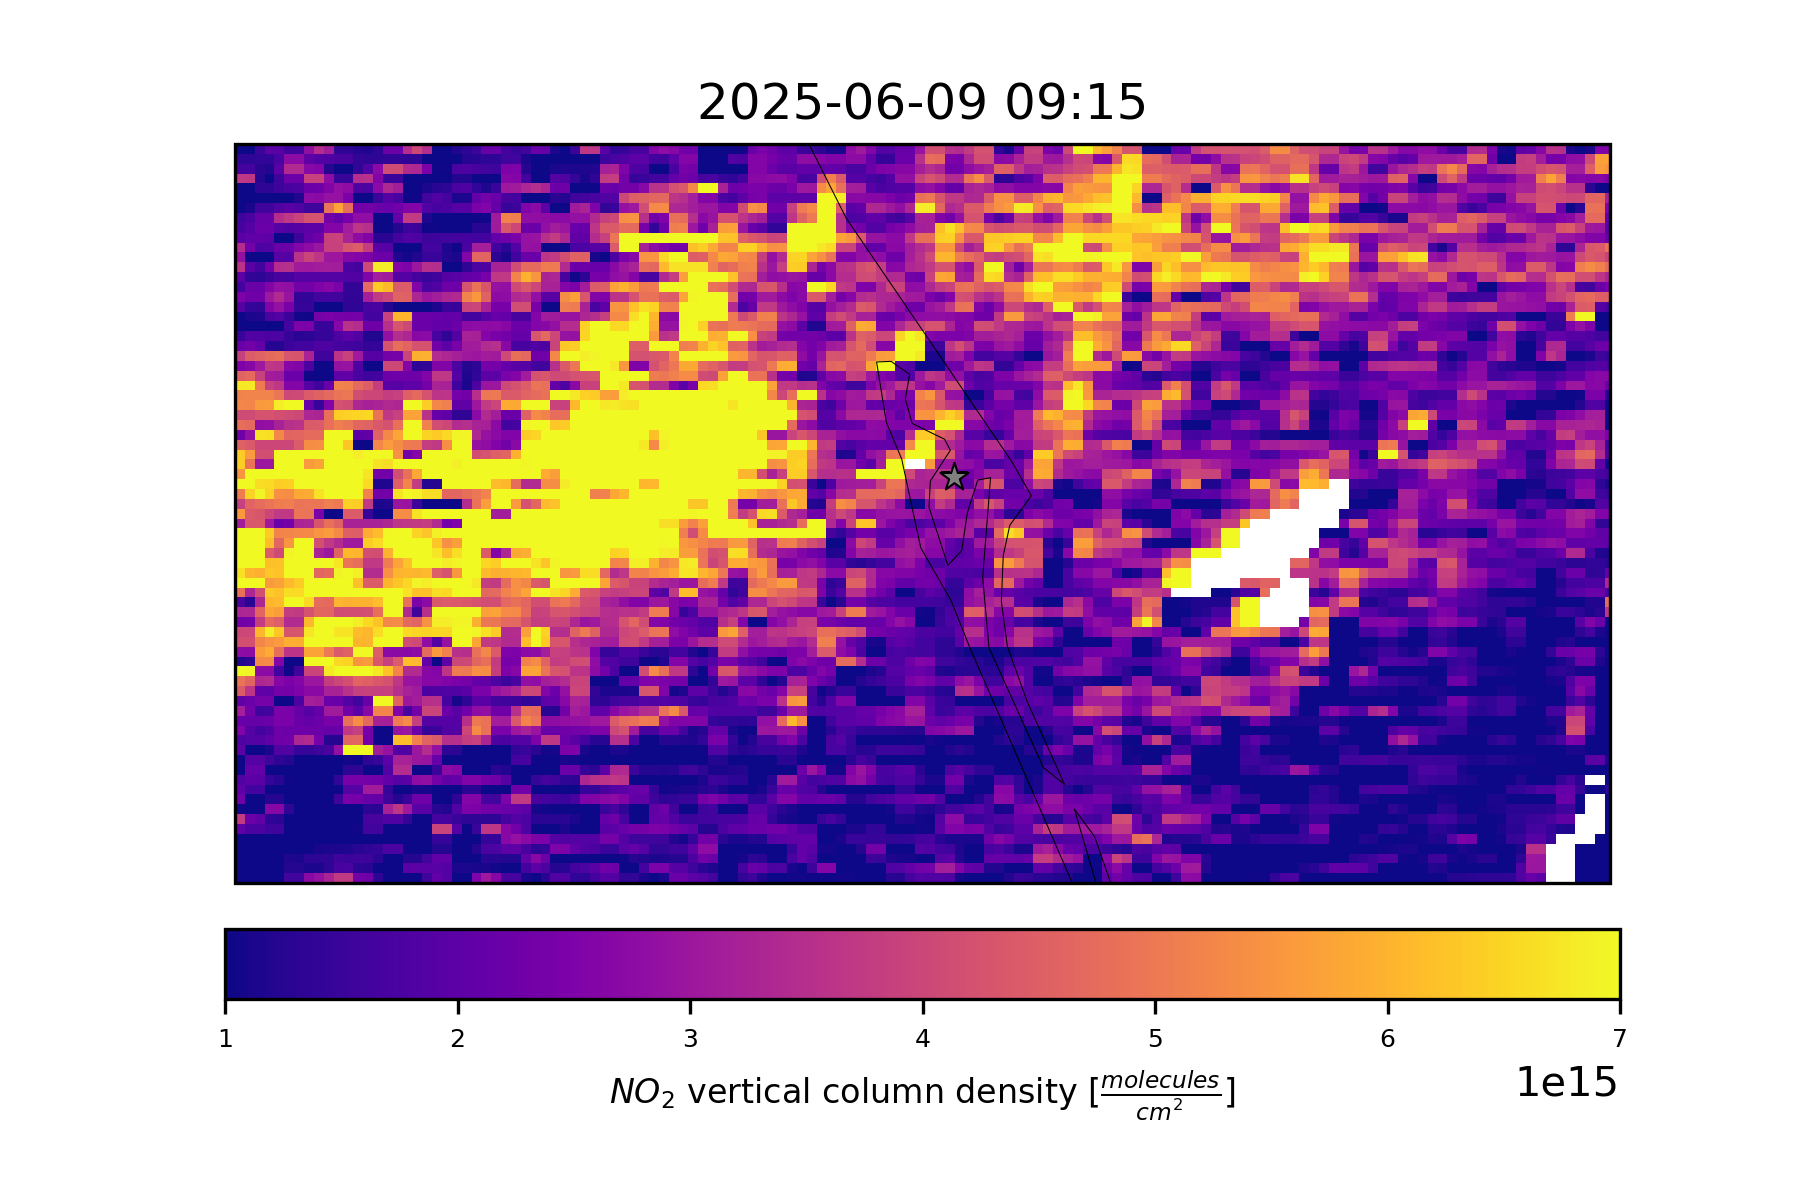 2025-06-09 09:15
1 2 3 4 5 6 7
1e15
NO₂ vertical column density [molecules/cm²]